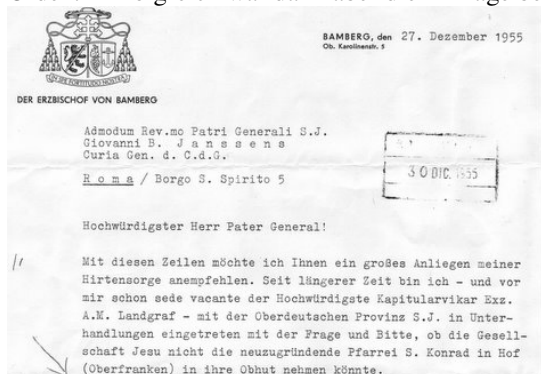 BAMBERG, den 27. Dezember 1955
Ob. Karolinenstr. 5
IN SPE FORTITUDO NOSTRA
DER ERZBISCHOF VON BAMBERG
Admodum Rev.mo Patri Generali S.J.
Giovanni B. J a n s s e n s
Curia Gen. d. C.d.G.
R o m a / Borgo S. Spirito 5
30 DIC. 1955
Hochwürdigster Herr Pater General!
Mit diesen Zeilen möchte ich Ihnen ein großes Anliegen meiner
Hirtensorge anempfehlen. Seit längerer Zeit bin ich - und vor
mir schon sede vacante der Hochwürdigste Kapitularvikar Exz.
A.M. Landgraf - mit der Oberdeutschen Provinz S.J. in Unter-
handlungen eingetreten mit der Frage und Bitte, ob die Gesell-
schaft Jesu nicht die neuzugründende Pfarrei S. Konrad in Hof
(Oberfranken) in ihre Obhut nehmen könnte.